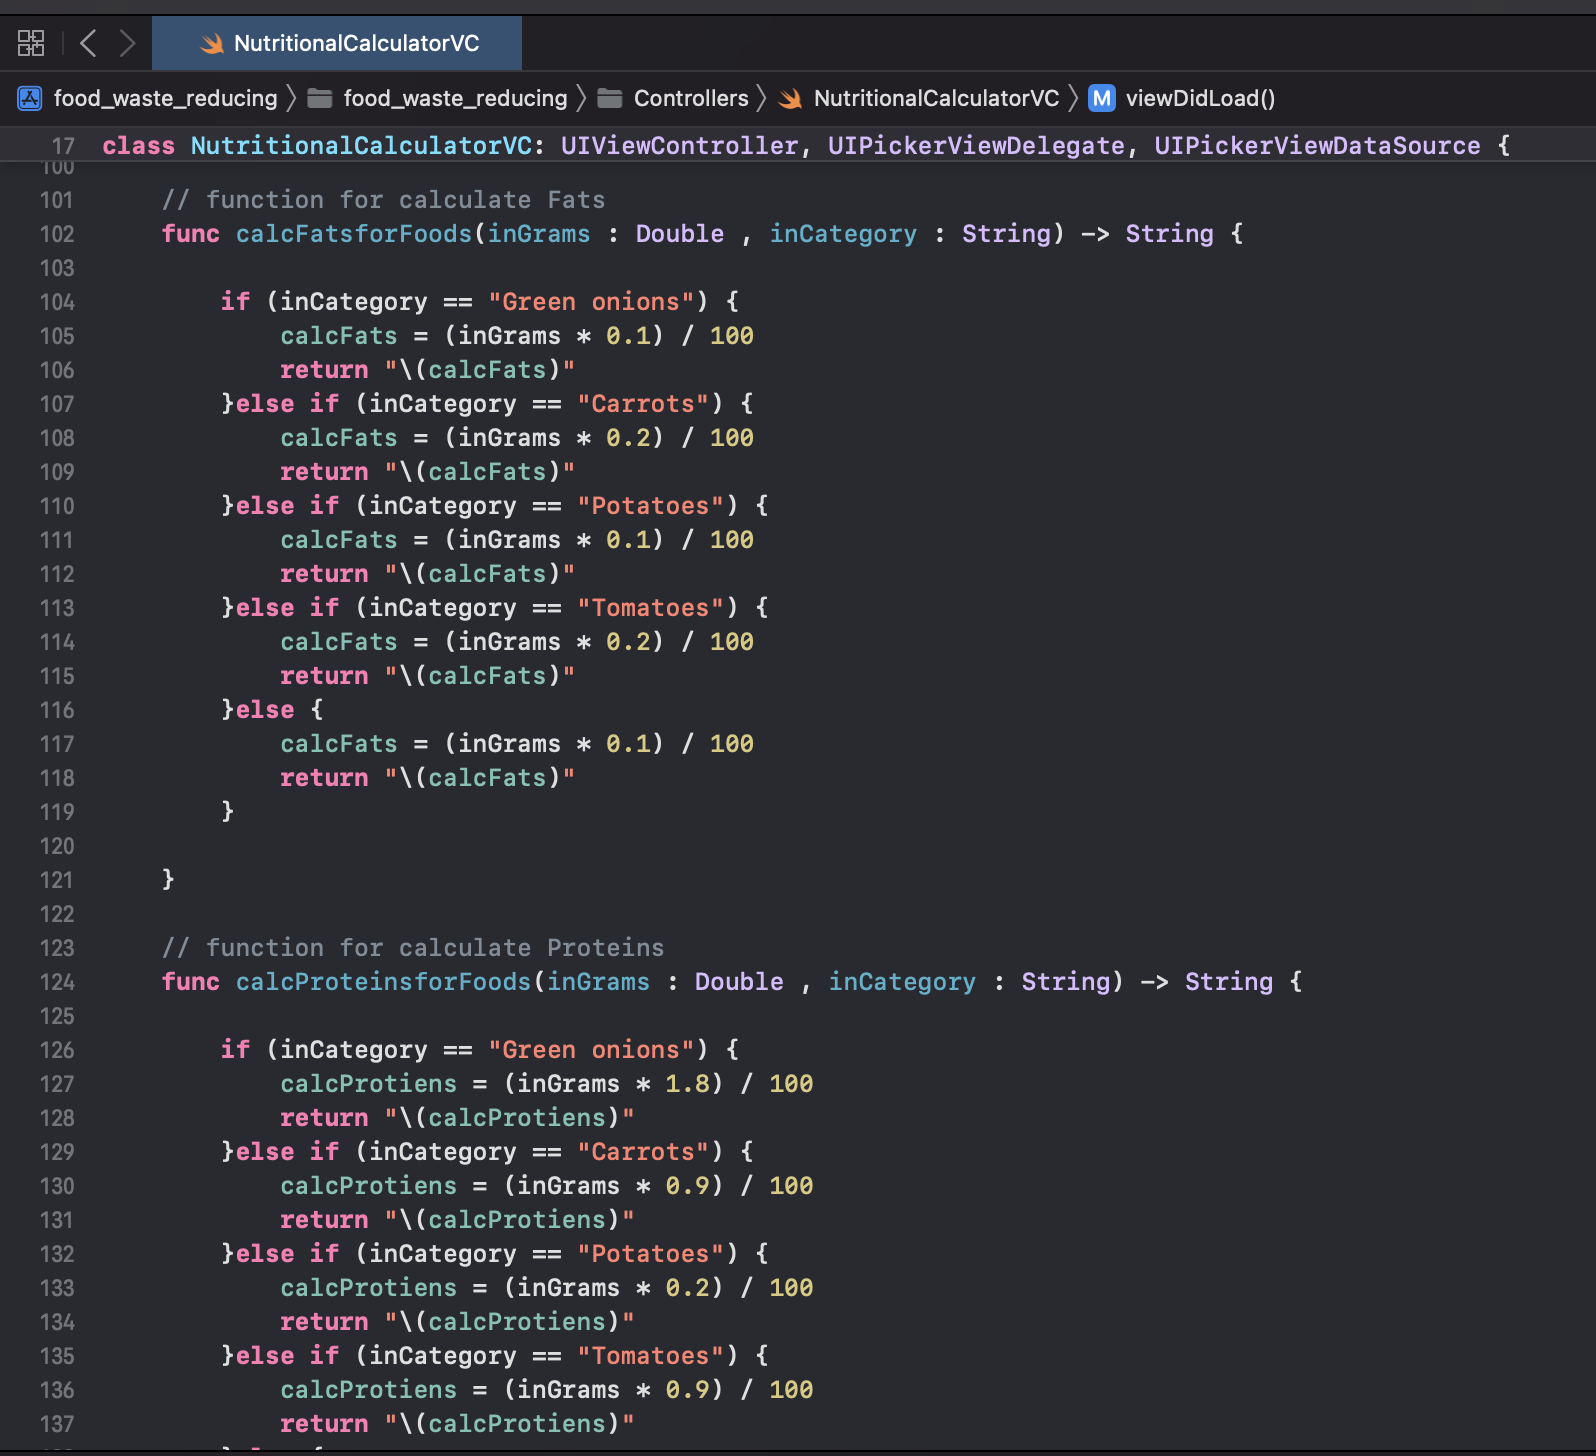 NutritionalCalculatorVC
food_waste_reducing food_waste_reducing Controllers NutritionalCalculatorVC M viewDidLoad()
17 class NutritionalCalculatorVC: UIViewController, UIPickerViewDelegate, UIPickerViewDataSource {
100
101 // function for calculate Fats
102 func calcFatsforFoods(inGrams : Double , inCategory : String) -> String {
103
104 if (inCategory == "Green onions") {
105 calcFats = (inGrams * 0.1) / 100
106 return "\(calcFats)"
107 }else if (inCategory == "Carrots") {
108 calcFats = (inGrams * 0.2) / 100
109 return "\(calcFats)"
110 }else if (inCategory == "Potatoes") {
111 calcFats = (inGrams * 0.1) / 100
112 return "\(calcFats)"
113 }else if (inCategory == "Tomatoes") {
114 calcFats = (inGrams * 0.2) / 100
115 return "\(calcFats)"
116 }else {
117 calcFats = (inGrams * 0.1) / 100
118 return "\(calcFats)"
119 }
120
121 }
122
123 // function for calculate Proteins
124 func calcProteinsforFoods(inGrams : Double , inCategory : String) -> String {
125
126 if (inCategory == "Green onions") {
127 calcProtiens = (inGrams * 1.8) / 100
128 return "\(calcProtiens)"
129 }else if (inCategory == "Carrots") {
130 calcProtiens = (inGrams * 0.9) / 100
131 return "\(calcProtiens)"
132 }else if (inCategory == "Potatoes") {
133 calcProtiens = (inGrams * 0.2) / 100
134 return "\(calcProtiens)"
135 }else if (inCategory == "Tomatoes") {
136 calcProtiens = (inGrams * 0.9) / 100
137 return "\(calcProtiens)"